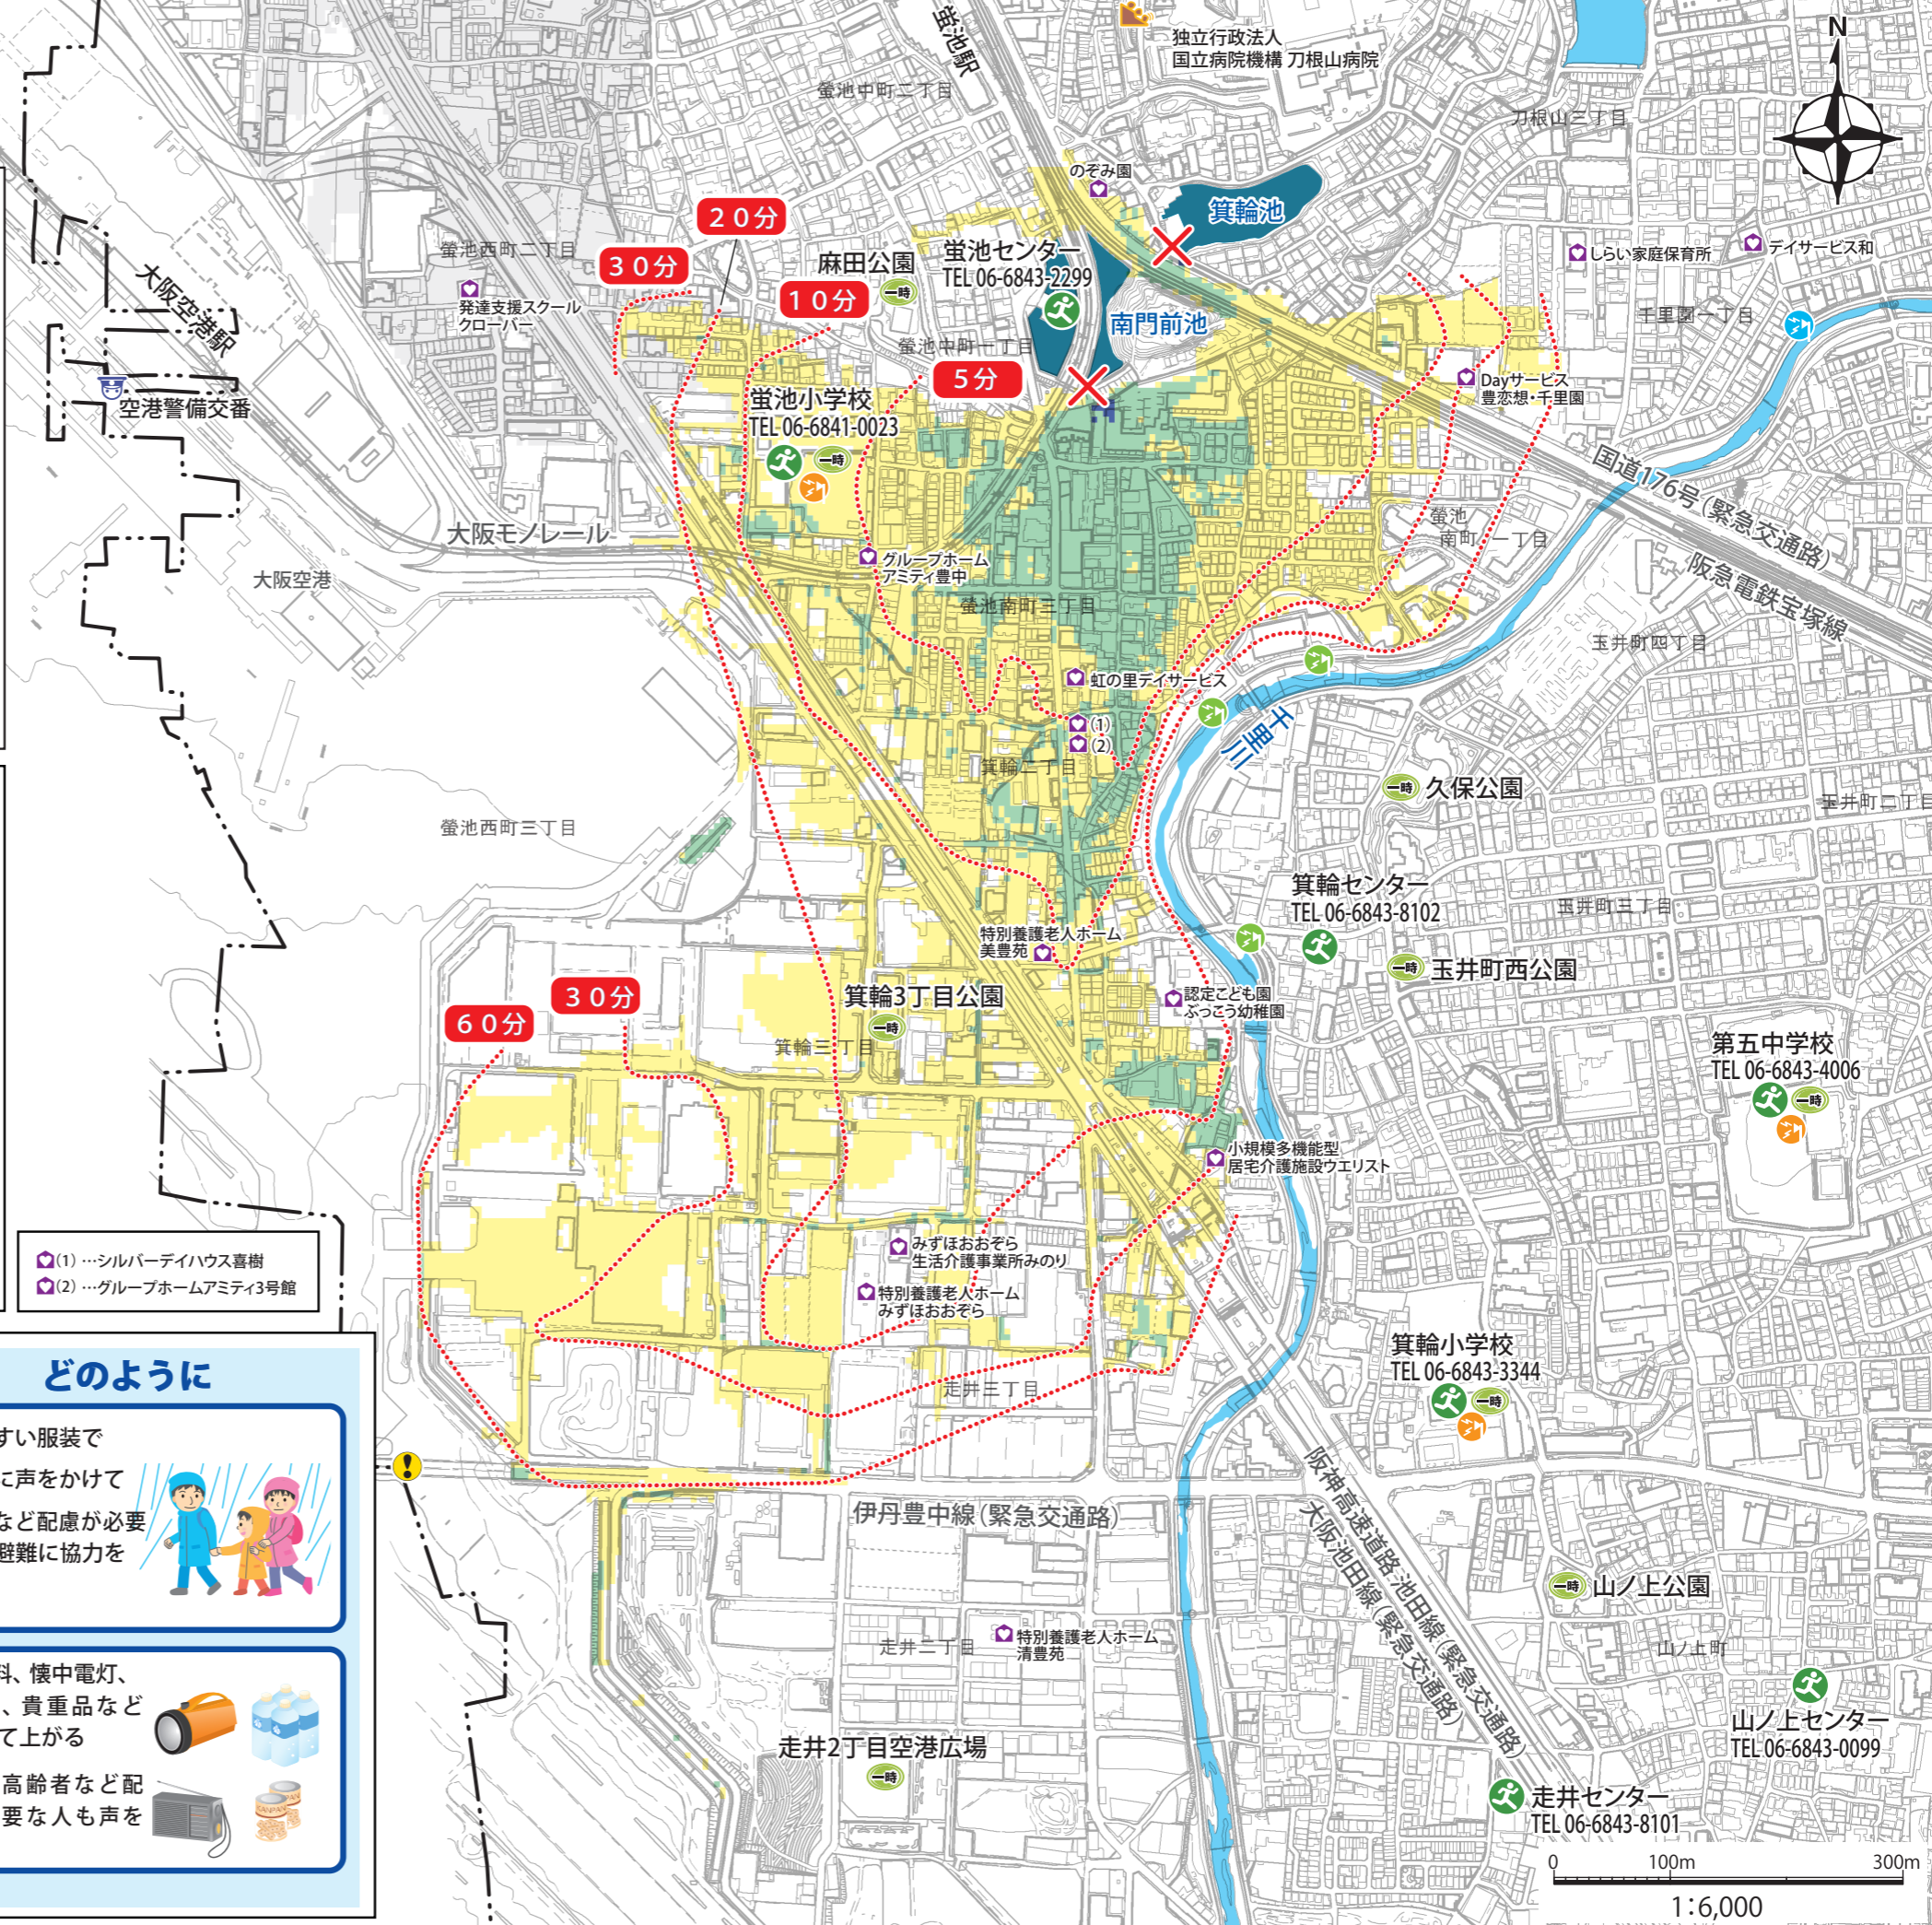 蛍池駅
独立行政法人
国立病院機構 刀根山病院
N
螢池中町二丁目
刀根山三丁目
のぞみ園
箕輪池
20分
螢池西町二丁目
30分
麻田公園
一時
蛍池センター
TEL 06-6843-2299
しらい家庭保育所
デイサービス和
大阪空港駅
発達支援スクール
クローバー
10分
南門前池
千里園一丁目
螢池中町一丁目
5分
空港警備交番
蛍池小学校
TEL 06-6841-0023
一時
Dayサービス
豊恋想・千里園
国道176号(緊急交通路)
大阪モノレール
螢池
南町一丁目
阪急電鉄宝塚線
大阪空港
グループホーム
アミティ豊中
螢池南町三丁目
玉井町四丁目
虹の里デイサービス
(1)
(2)
千里川
箕輪二丁目
一時
久保公園
玉井町二丁目
螢池西町三丁目
箕輪センター
TEL 06-6843-8102
玉井町三丁目
特別養護老人ホーム
美豊苑
一時
玉井町西公園
30分
60分
箕輪3丁目公園
一時
認定こども園
ぶつこう幼稚園
箕輪三丁目
第五中学校
TEL 06-6843-4006
一時
小規模多機能型
居宅介護施設ウエリスト
(1)…シルバーデイハウス喜樹
(2)…グループホームアミティ3号館
みずほおおぞら
生活介護事業所みのり
特別養護老人ホーム
みずほおおぞら
箕輪小学校
TEL 06-6843-3344
一時
走井三丁目
どのように
すい服装で
に声をかけて
など配慮が必要
避難に協力を
伊丹豊中線(緊急交通路)
阪神高速道路 池田線(緊急交通路)
大阪池田線(緊急交通路)
一時
山ノ上公園
走井二丁目
特別養護老人ホーム
清豊苑
山ノ上町
料、懐中電灯、
、貴重品など
て上がる
高齢者など配
要な人も声を
KANPAN
走井2丁目空港広場
一時
山ノ上センター
TEL 06-6843-0099
走井センター
TEL 06-6843-8101
0 100m 300m
1:6,000